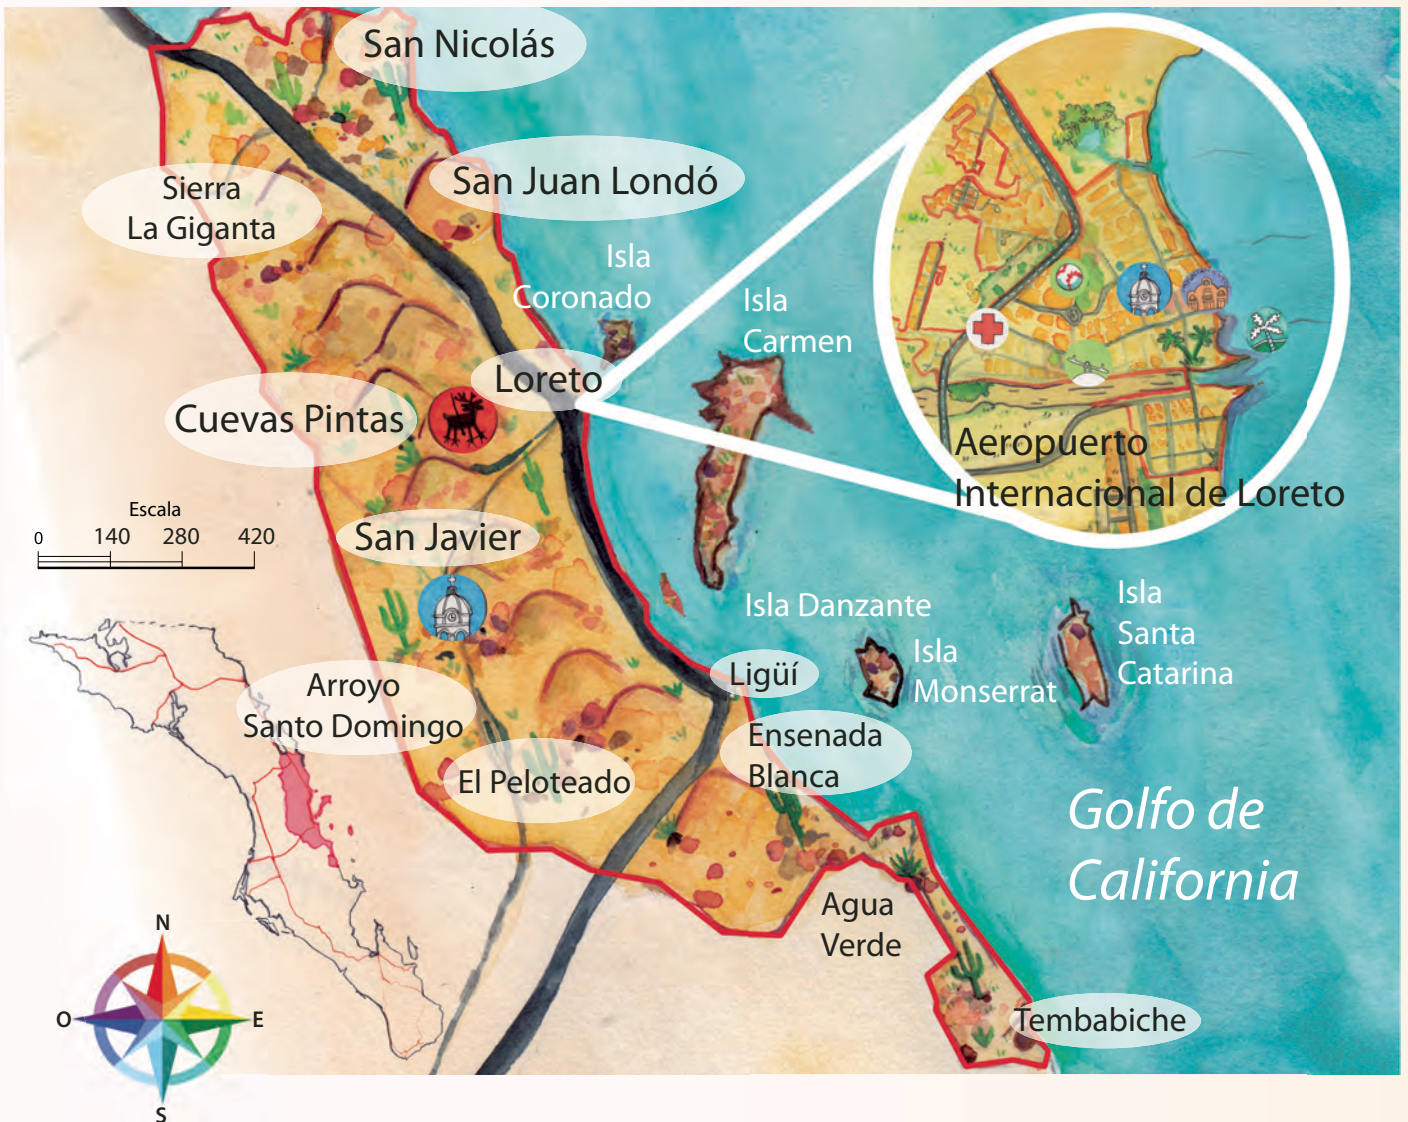 San Nicolás
San Juan Londó
Sierra
La Giganta
Isla
Coronado
Isla
Carmen
Loreto
Cuevas Pintas
Aeropuerto
Internacional de Loreto
Escala
0 140 280 420
San Javier
Isla Danzante
Isla
Santa
Catarina
Isla
Monserrat
Ligüí
Arroyo
Santo Domingo
Ensenada
Blanca
El Peloteado
Golfo de
California
Agua
Verde
Tembabiche
N
O
E
S